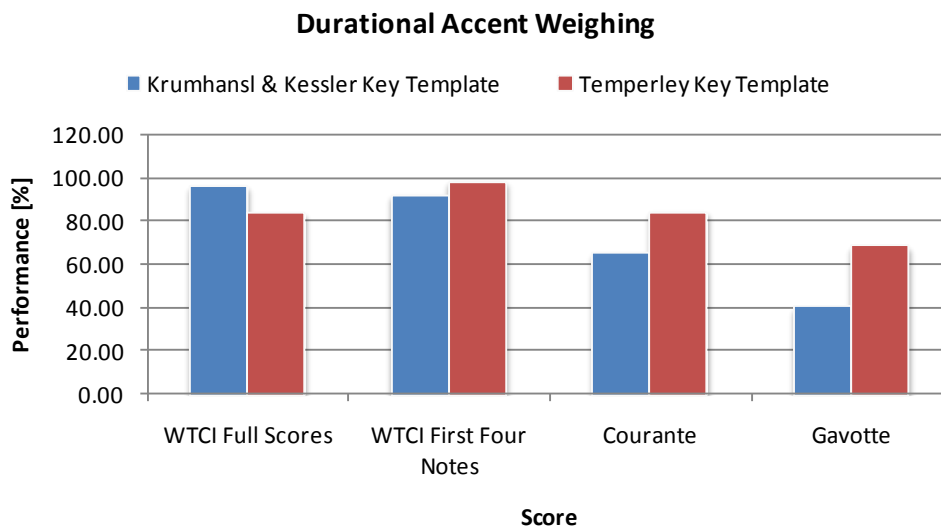 Durational Accent Weighing
Krumhansl & Kessler Key Template
Temperley Key Template
120.00
100.00
80.00
60.00
40.00
20.00
0.00
Performance [%]
WTCI Full Scores
WTCI First Four
Notes
Courante
Gavotte
Score